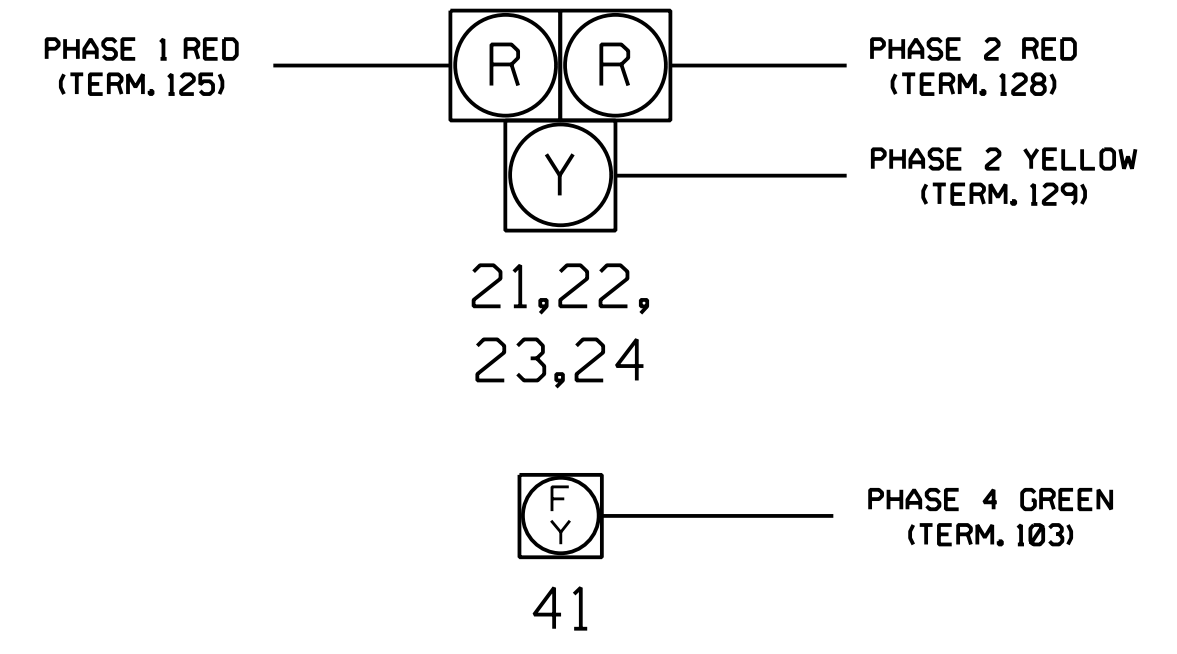 PHASE 1 RED
(TERM. 125)
R R
PHASE 2 RED
(TERM. 128)
Y
PHASE 2 YELLOW
(TERM. 129)
21,22,
23,24
F
Y
PHASE 4 GREEN
(TERM. 103)
41